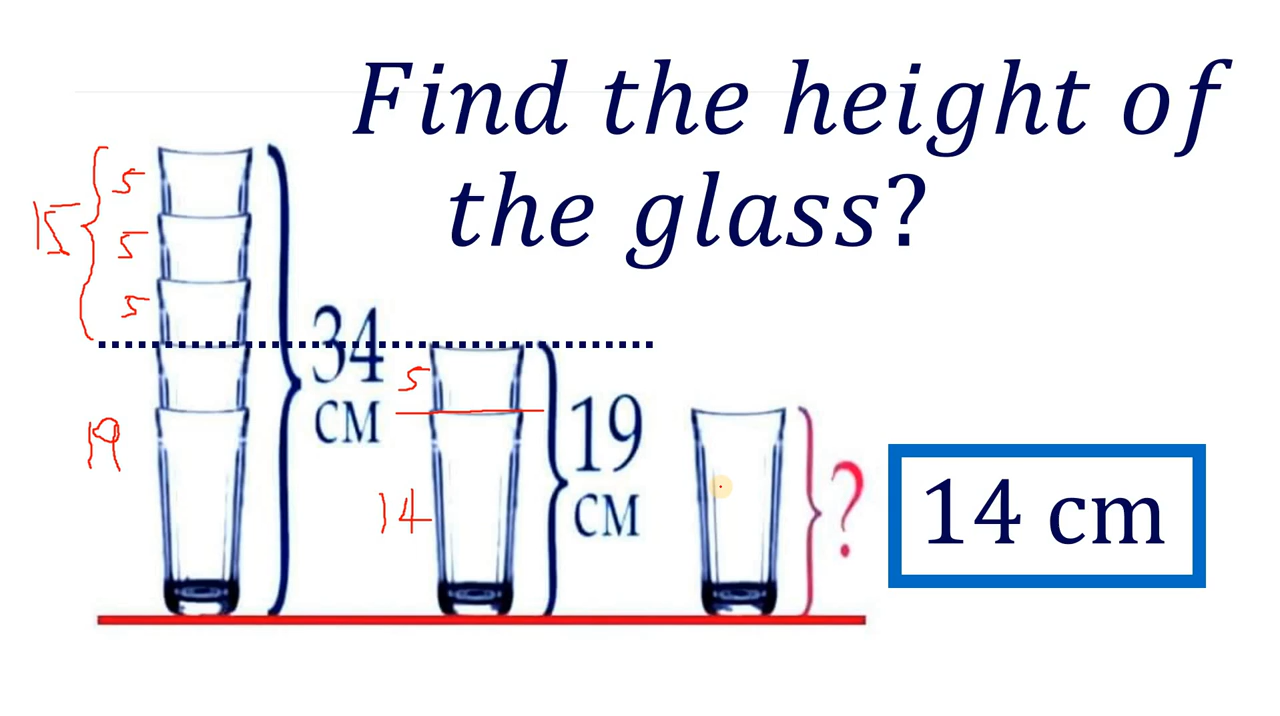 Find the height of
the glass?
15
5
5
5
34
CM
19
5
14
19
CM
?
14 cm